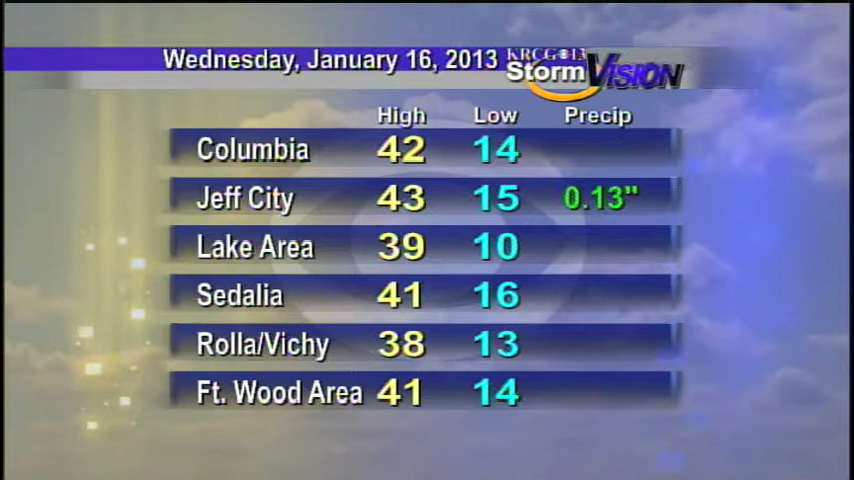 Wednesday, January 16, 2013 KRCG 13
StormVISION
High Low Precip
Columbia 42 14
Jeff City 43 15 0.13"
Lake Area 39 10
Sedalia 41 16
Rolla/Vichy 38 13
Ft. Wood Area 41 14